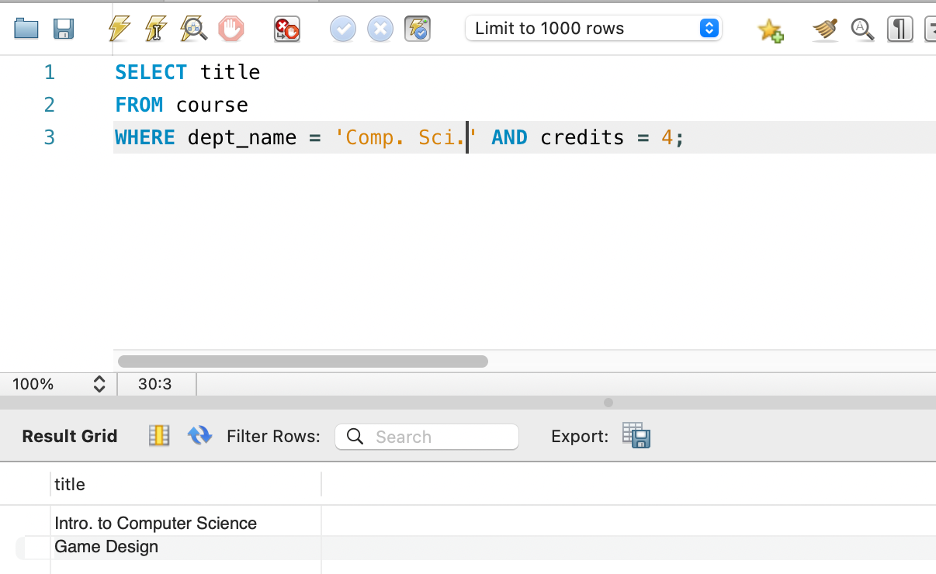 Limit to 1000 rows
1 SELECT title
2 FROM course
3 WHERE dept_name = 'Comp. Sci.' AND credits = 4;
100% 30:3
Result Grid Filter Rows: Search Export:
title
Intro. to Computer Science
Game Design